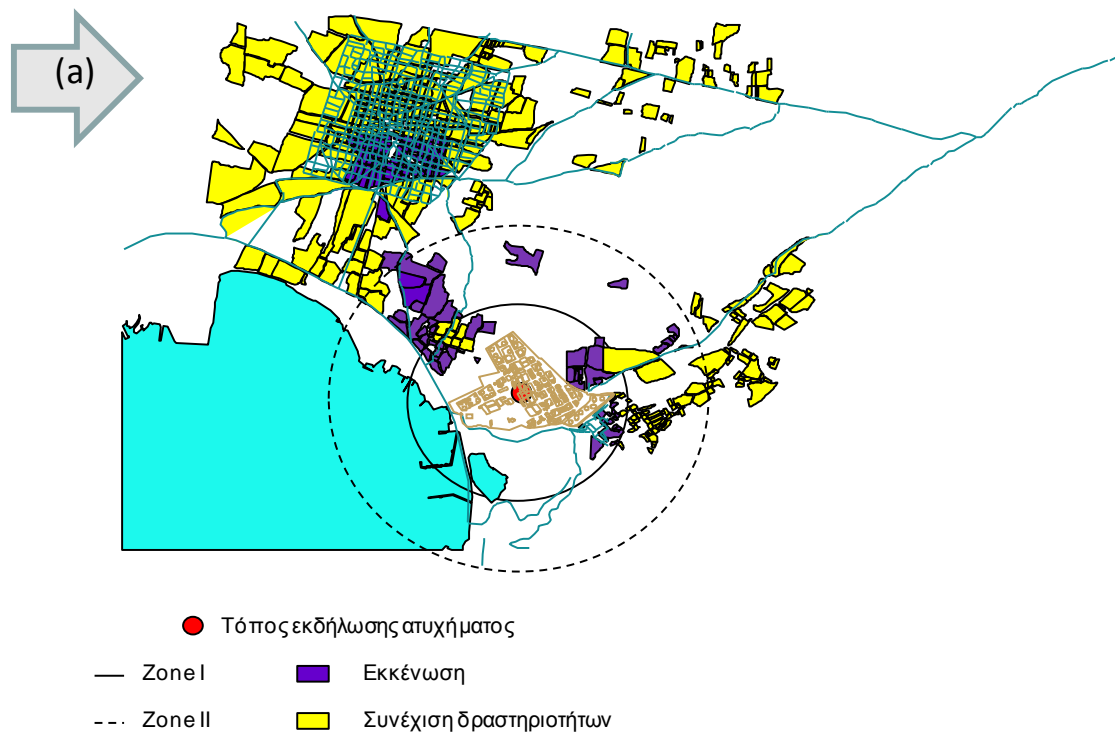 (a)
Τόπος εκδήλωσης ατυχήματος
Zone I
Εκκένωση
Zone II
Συνέχιση δραστηριοτήτων